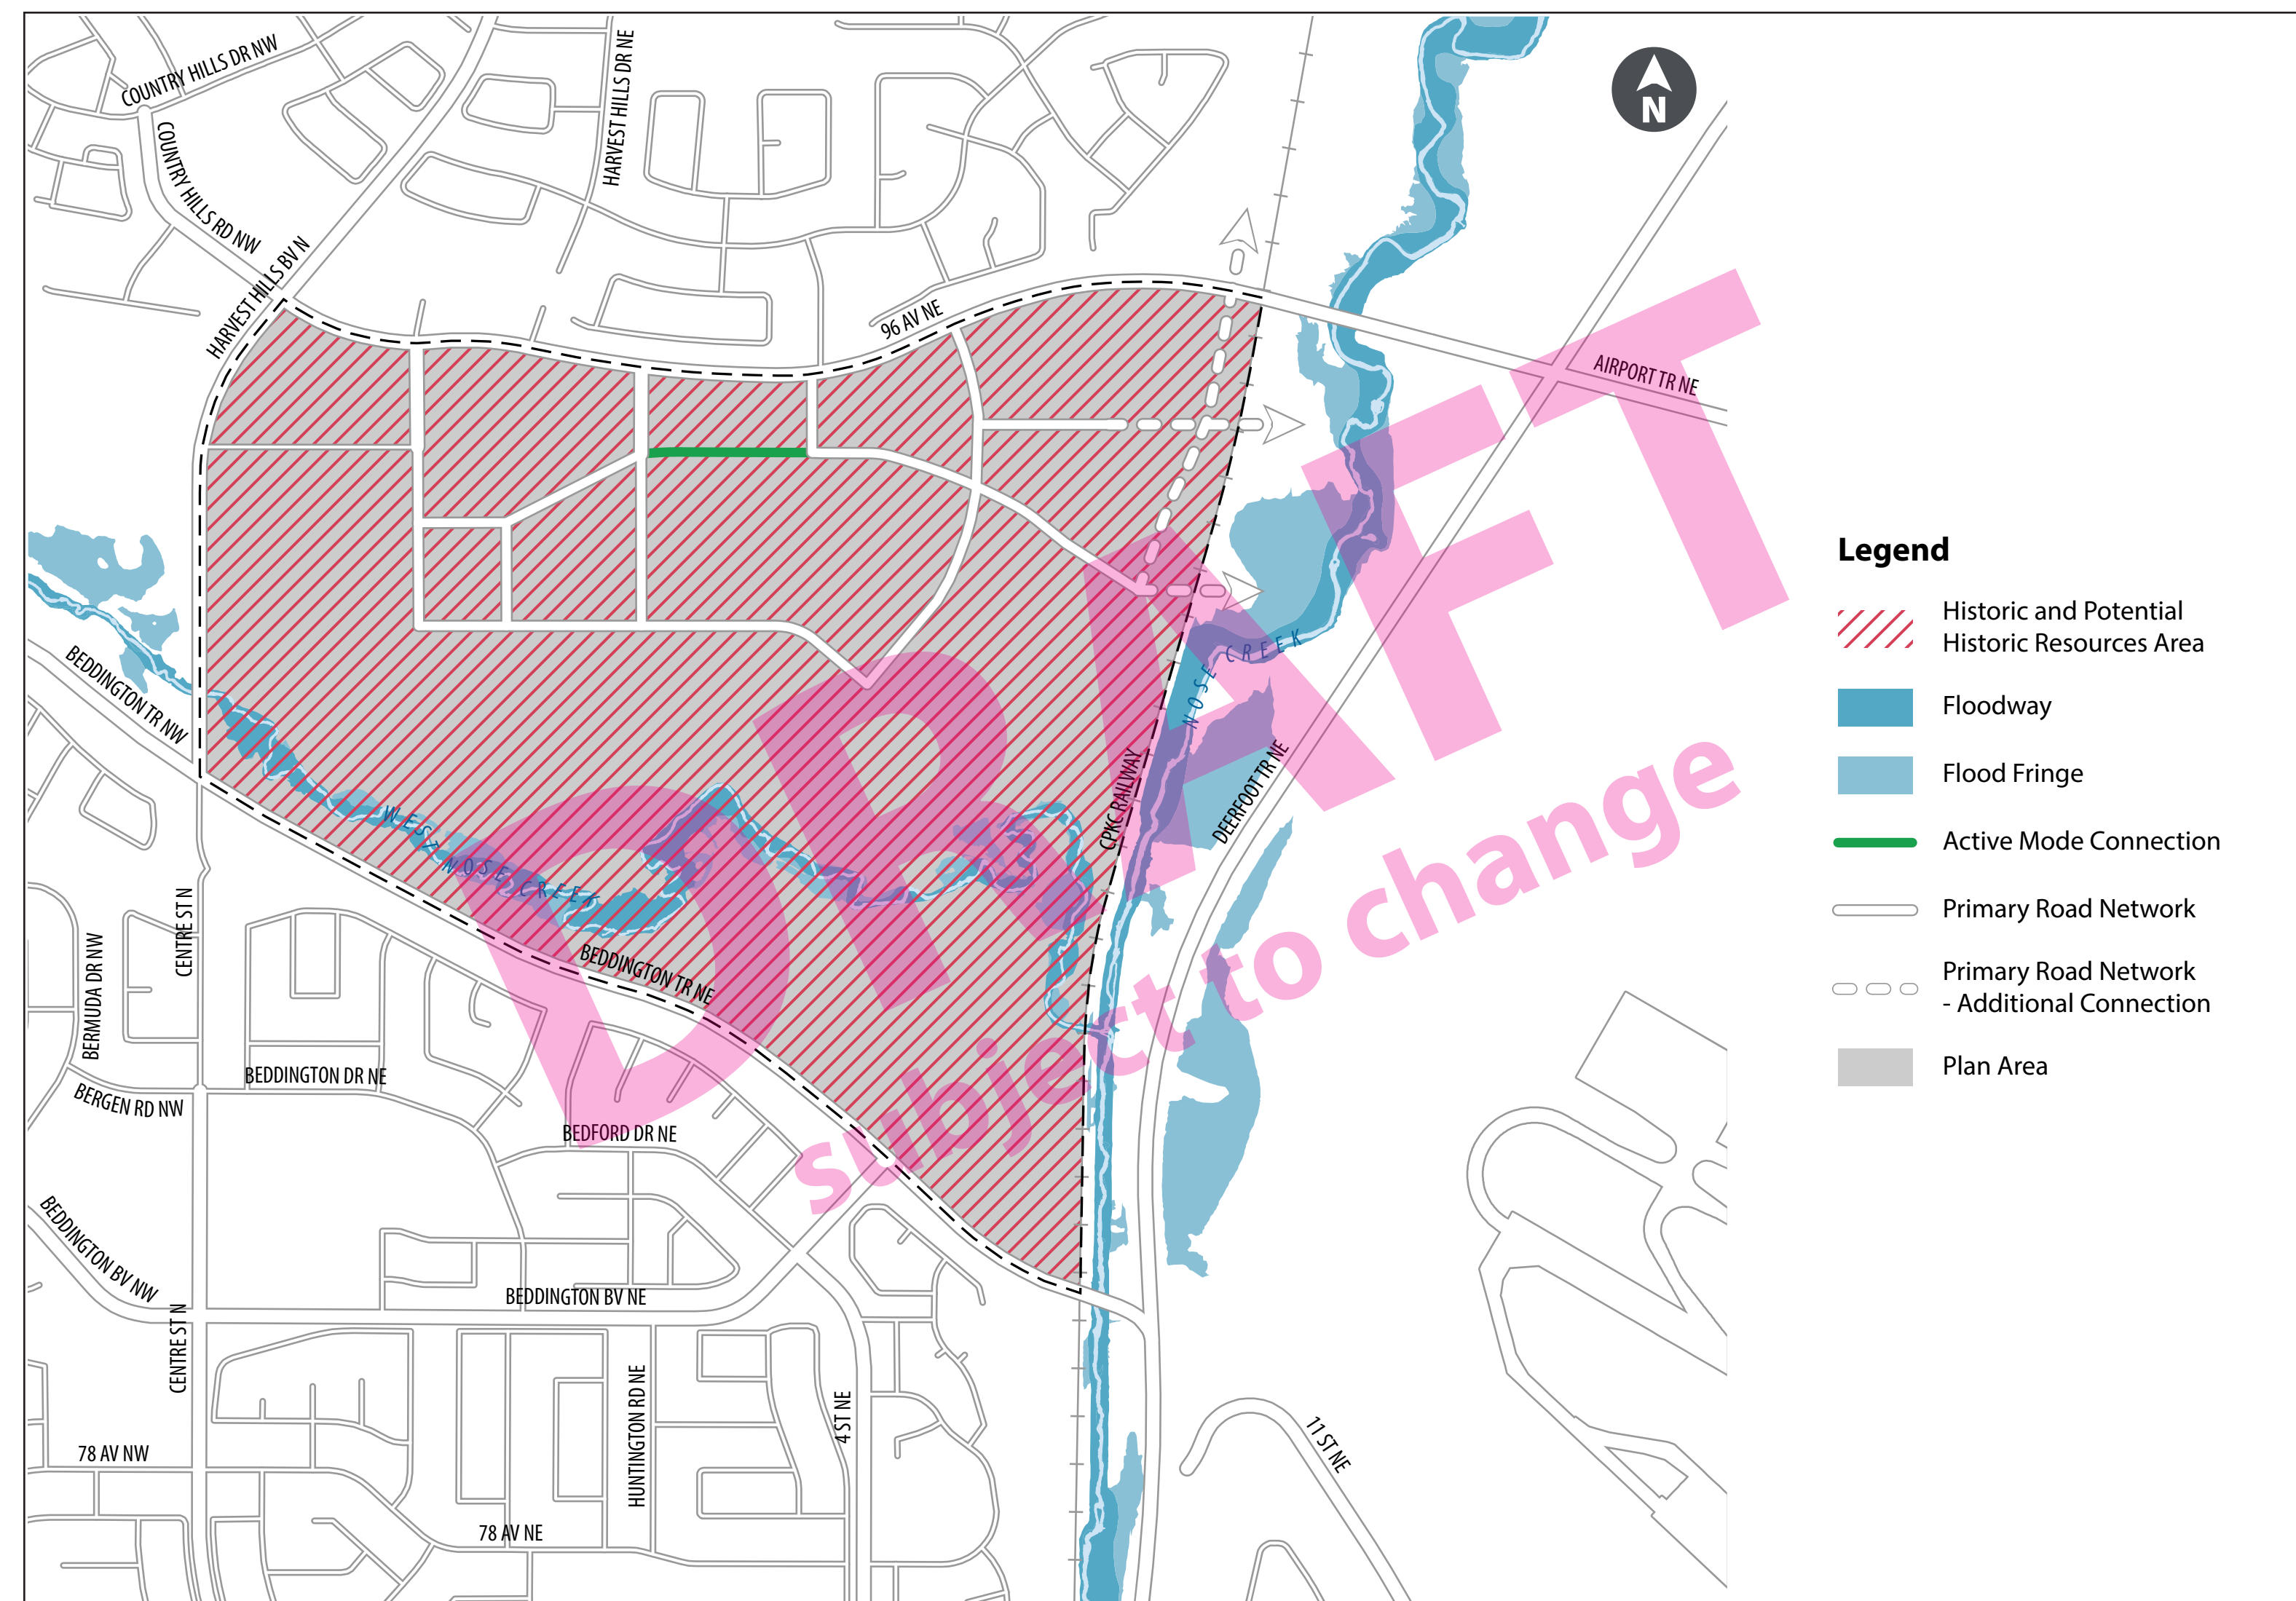 COUNTRY HILLS DR NW
HARVEST HILLS DR NE
N
COUNTRY HILLS RD NW
HARVEST HILLS BV N
96 AV NE
AIRPORT TR NE
Legend
Historic and Potential
Historic Resources Area
Floodway
Flood Fringe
Active Mode Connection
Primary Road Network
Primary Road Network
- Additional Connection
Plan Area
BEDDINGTON TR NW
NOSE CREEK
CPKC RAILWAY
DEERFOOT TR NE
WEST NOSE CREEK
BEDDINGTON TR NE
CENTRE ST N
BERMUDA DR NW
BEDDINGTON DR NE
BERGEN RD NW
BEDFORD DR NE
BEDDINGTON BV NW
BEDDINGTON BV NE
CENTRE ST N
HUNTINGTON RD NE
4 ST NE
11 ST NE
78 AV NW
78 AV NE
DRAFT
subject to change